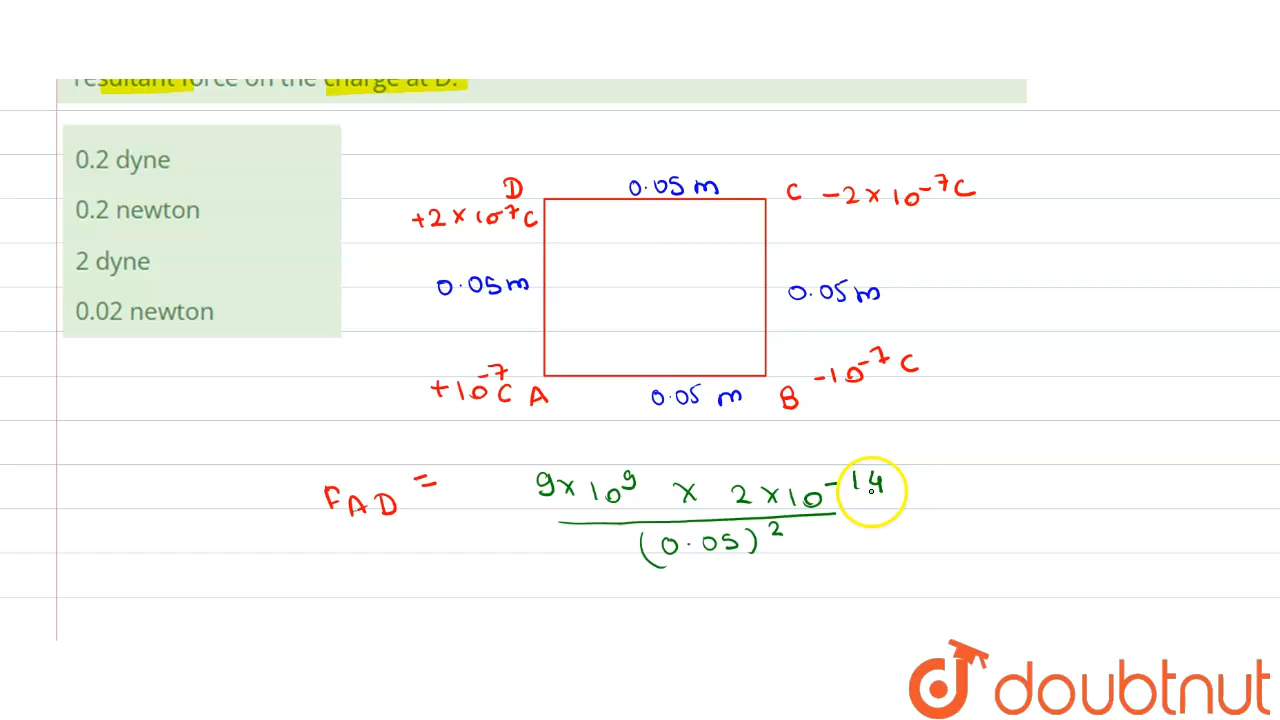 resultant force on the charge at D.
0.2 dyne
0.2 newton
2 dyne
0.02 newton
D 0.05 m C -2 × 10^-7 C
+2 × 10^-7 C
0.05 m 0.05 m
+10^-7 C A 0.05 m B -10^-7 C
F_AD = 9 × 10^9 × 2 × 10^-14
(0.05)^2
doubtnut